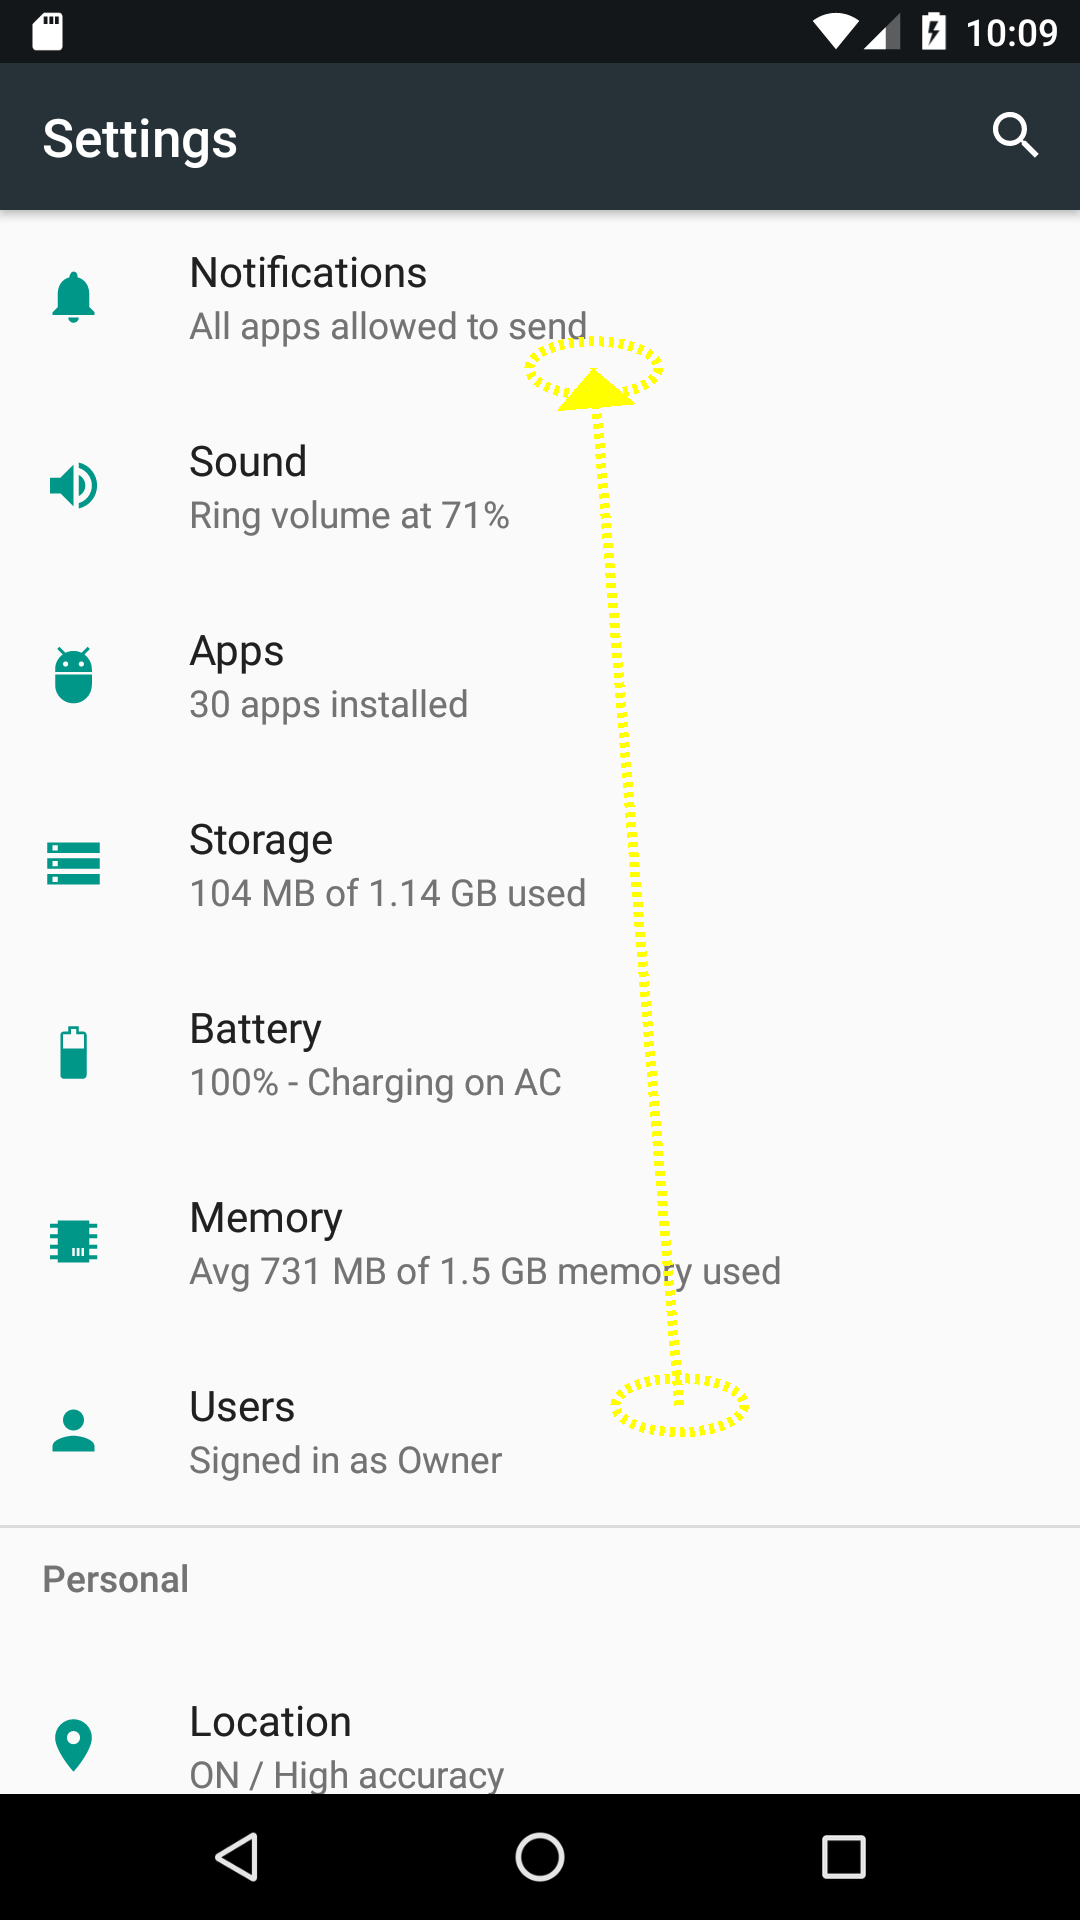 10:09
Settings
Notifications
All apps allowed to send
Sound
Ring volume at 71%
Apps
30 apps installed
Storage
104 MB of 1.14 GB used
Battery
100% - Charging on AC
Memory
Avg 731 MB of 1.5 GB memory used
Users
Signed in as Owner
Personal
Location
ON / High accuracy